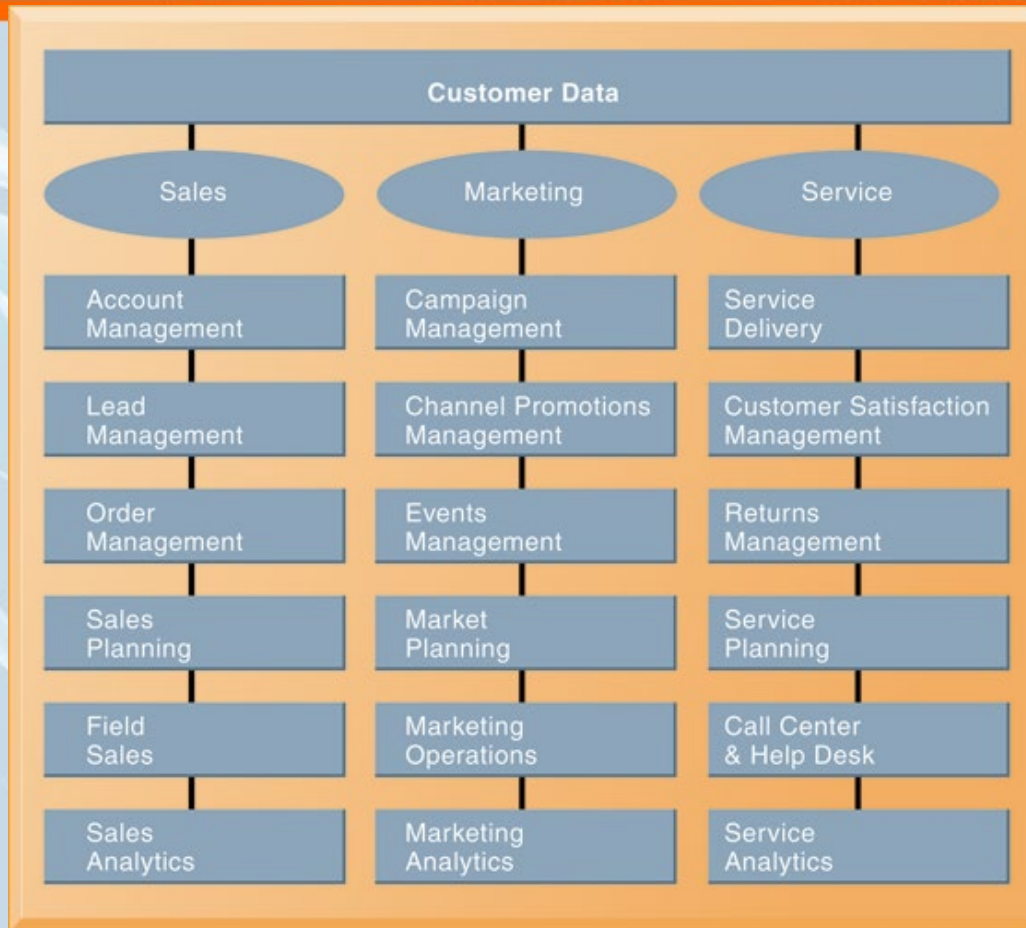 Customer Data
Sales
Marketing
Service
Account
Management
Campaign
Management
Service
Delivery
Lead
Management
Channel Promotions
Management
Customer Satisfaction
Management
Order
Management
Events
Management
Returns
Management
Sales
Planning
Market
Planning
Service
Planning
Field
Sales
Marketing
Operations
Call Center
& Help Desk
Sales
Analytics
Marketing
Analytics
Service
Analytics